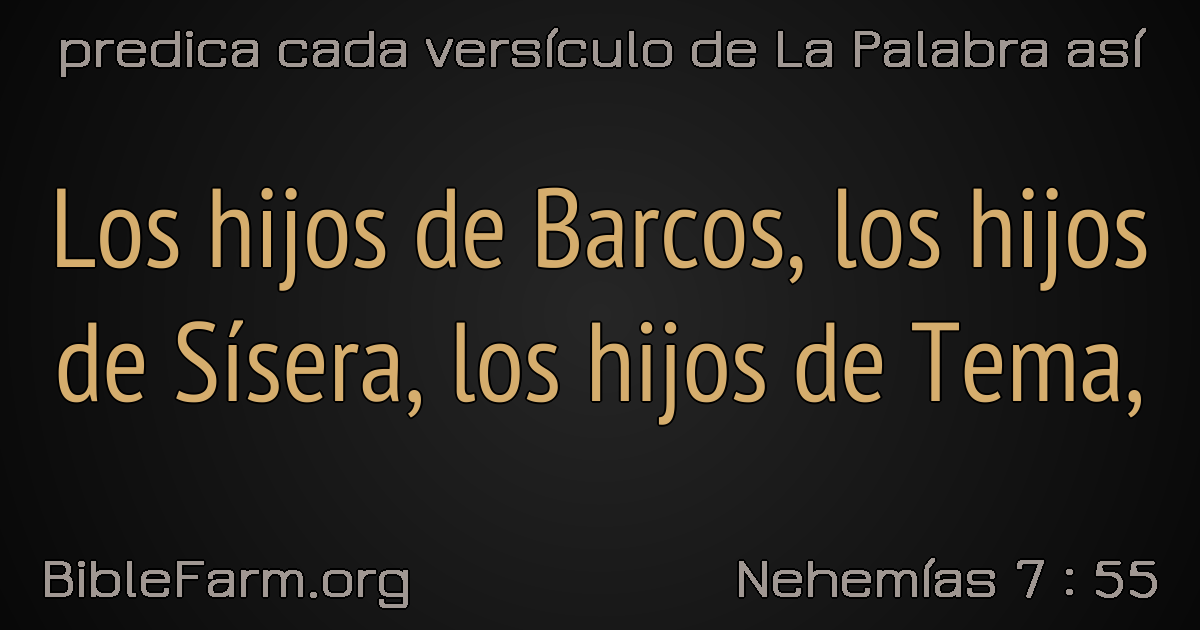 predica cada versículo de La Palabra así
Los hijos de Barcos, los hijos
de Sísera, los hijos de Tema,
BibleFarm.org
Nehemías 7 : 55